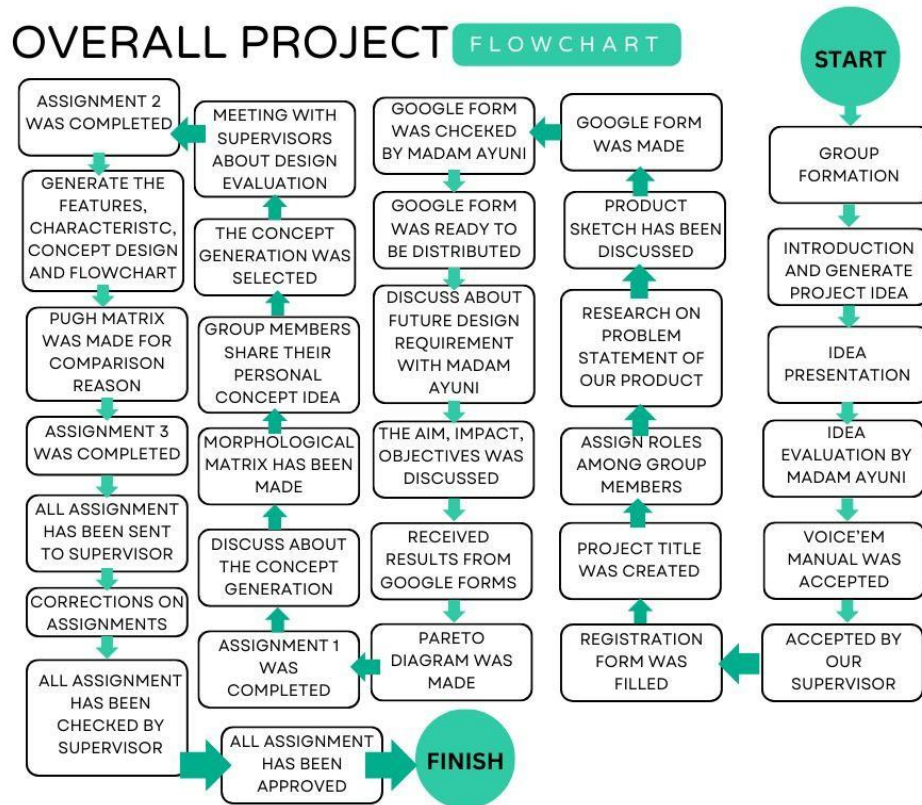 OVERALL PROJECT FLOWCHART
START
GROUP
FORMATION
INTRODUCTION
AND GENERATE
PROJECT IDEA
IDEA
PRESENTATION
IDEA
EVALUATION BY
MADAM AYUNI
VOICE'EM
MANUAL WAS
ACCEPTED
ACCEPTED BY
OUR
SUPERVISOR
REGISTRATION
FORM WAS
FILLED
PROJECT TITLE
WAS CREATED
ASSIGN ROLES
AMONG GROUP
MEMBERS
RESEARCH ON
PROBLEM
STATEMENT OF
OUR PRODUCT
PRODUCT
SKETCH HAS BEEN
DISCUSSED
GOOGLE FORM
WAS MADE
GOOGLE FORM
WAS CHCEKED
BY MADAM AYUNI
GOOGLE FORM
WAS READY TO
BE DISTRIBUTED
DISCUSS ABOUT
FUTURE DESIGN
REQUIREMENT
WITH MADAM
AYUNI
THE AIM, IMPACT,
OBJECTIVES WAS
DISCUSSED
RECEIVED
RESULTS FROM
GOOGLE FORMS
PARETO
DIAGRAM WAS
MADE
ASSIGNMENT 1
WAS
COMPLETED
DISCUSS ABOUT
THE CONCEPT
GENERATION
MORPHOLOGICAL
MATRIX HAS BEEN
MADE
GROUP MEMBERS
SHARE THEIR
PERSONAL
CONCEPT IDEA
THE CONCEPT
GENERATION WAS
SELECTED
MEETING WITH
SUPERVISORS
ABOUT DESIGN
EVALUATION
ASSIGNMENT 2
WAS COMPLETED
GENERATE THE
FEATURES,
CHARACTERISTC,
CONCEPT DESIGN
AND FLOWCHART
PUGH MATRIX
WAS MADE FOR
COMPARISON
REASON
ASSIGNMENT 3
WAS COMPLETED
ALL ASSIGNMENT
HAS BEEN SENT
TO SUPERVISOR
CORRECTIONS ON
ASSIGNMENTS
ALL ASSIGNMENT
HAS BEEN
CHECKED BY
SUPERVISOR
ALL ASSIGNMENT
HAS BEEN
APPROVED
FINISH